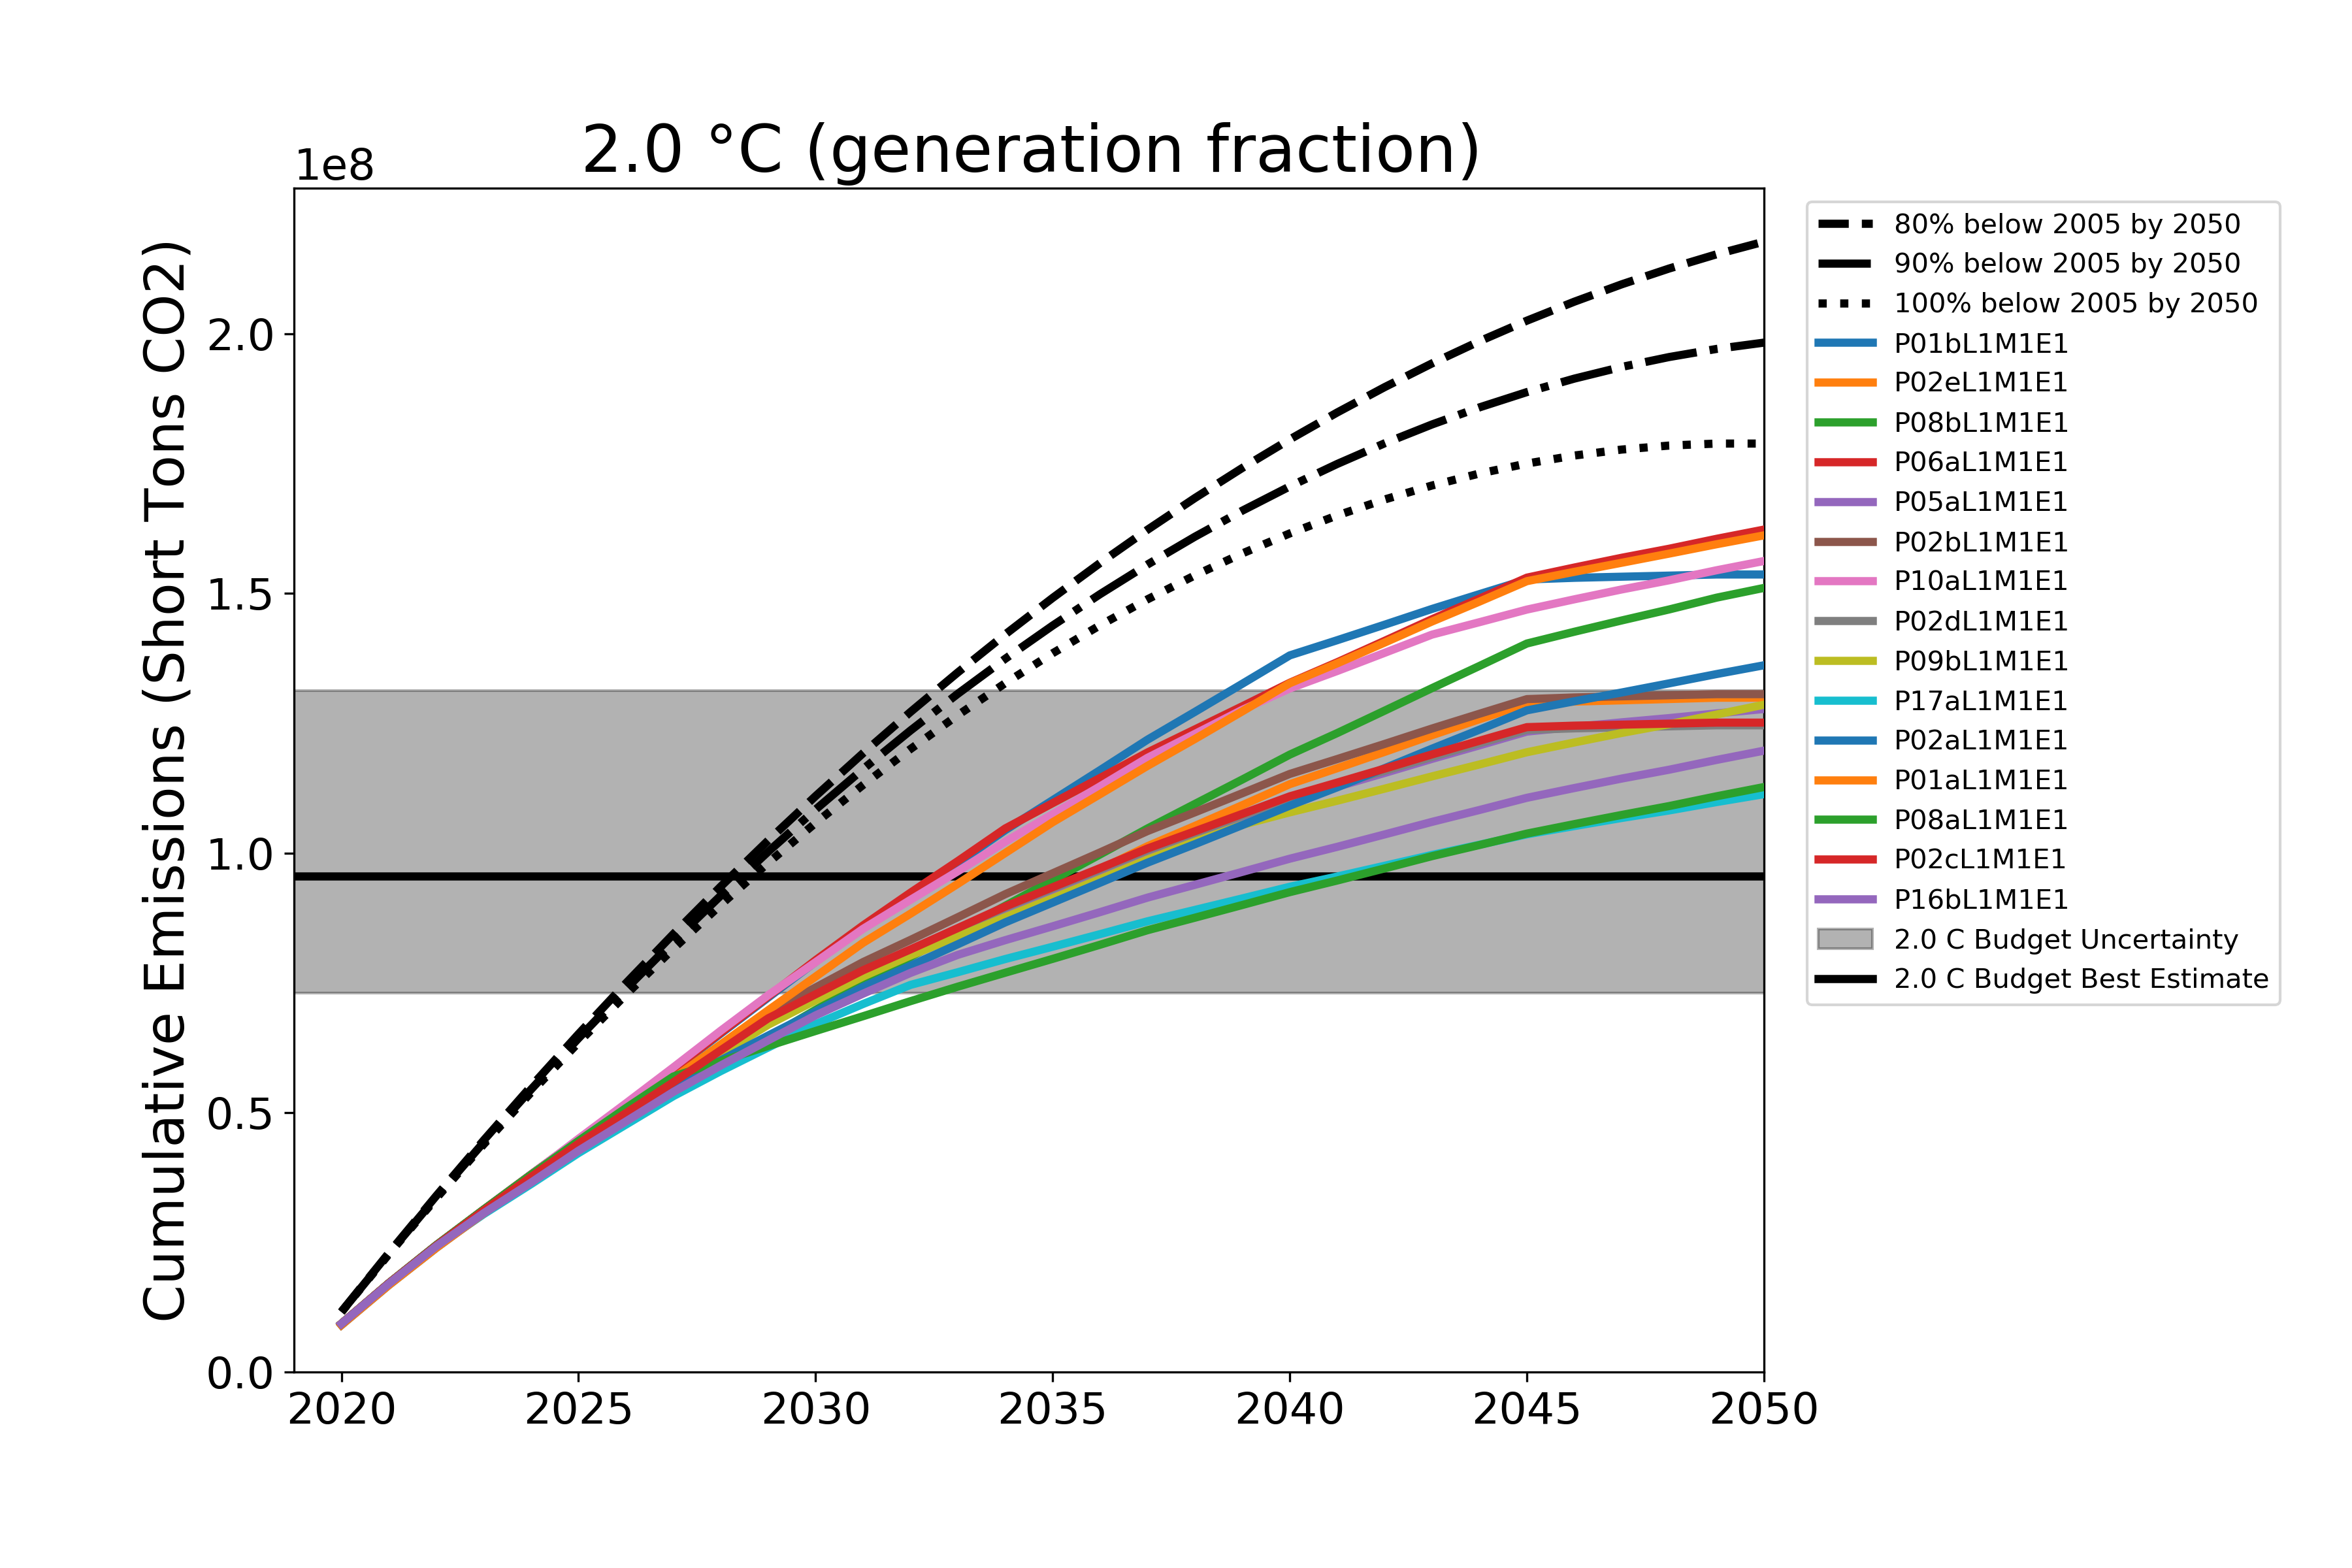 2.0 °C (generation fraction)
1e8
Cumulative Emissions (Short Tons CO2)
2.0
1.5
1.0
0.5
0.0
2020 2025 2030 2035 2040 2045 2050
80% below 2005 by 2050
90% below 2005 by 2050
100% below 2005 by 2050
P01bL1M1E1
P02eL1M1E1
P08bL1M1E1
P06aL1M1E1
P05aL1M1E1
P02bL1M1E1
P10aL1M1E1
P02dL1M1E1
P09bL1M1E1
P17aL1M1E1
P02aL1M1E1
P01aL1M1E1
P08aL1M1E1
P02cL1M1E1
P16bL1M1E1
2.0 C Budget Uncertainty
2.0 C Budget Best Estimate